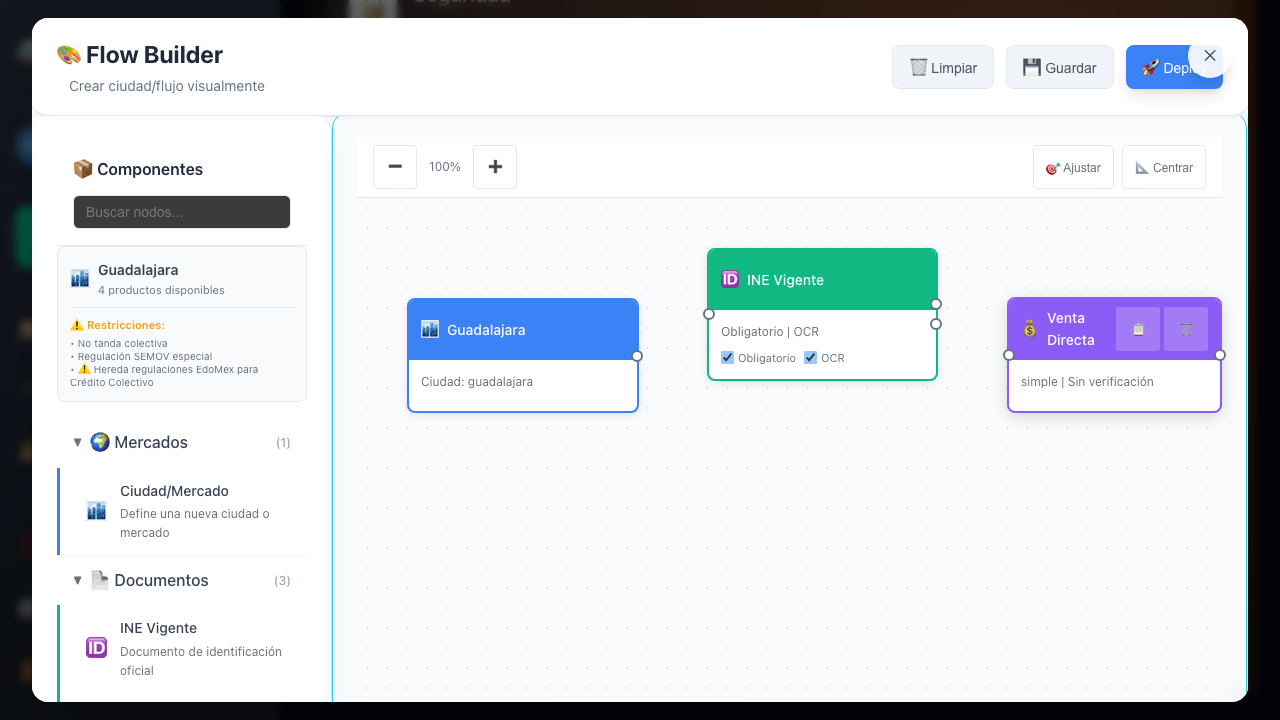 Flow Builder
Crear ciudad/flujo visualmente
Limpiar
Guardar
Componentes
Buscar nodos...
Guadalajara
4 productos disponibles
Restricciones:
• No tanda colectiva
• Regulación SEMOV especial
• ⚠️ Hereda regulaciones EdoMex para
Crédito Colectivo
▼ Mercados (1)
Ciudad/Mercado
Define una nueva ciudad o
mercado
▼ Documentos (3)
ID
INE Vigente
Documento de identificación
oficial
100%
Ajustar
Centrar
Guadalajara
Ciudad: guadalajara
ID INE Vigente
Obligatorio | OCR
Obligatorio
OCR
Venta
Directa
simple | Sin verificación